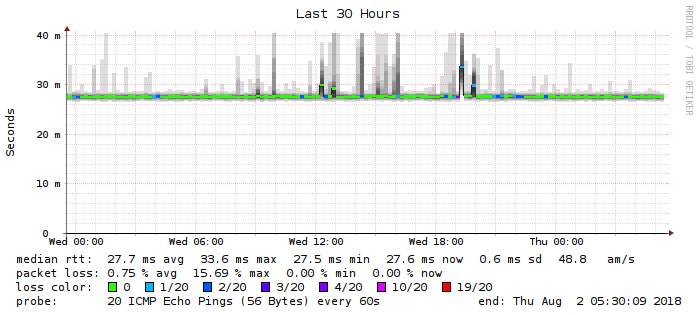 Last 30 Hours
RRDTOOL / TOBI OETIKER
Seconds
40 m
30 m
20 m
10 m
0
Wed 00:00 Wed 06:00 Wed 12:00 Wed 18:00 Thu 00:00
median rtt: 27.7 ms avg 33.6 ms max 27.5 ms min 27.6 ms now 0.6 ms sd 48.8 am/s
packet loss: 0.75 % avg 15.69 % max 0.00 % min 0.00 % now
loss color: 0 1/20 2/20 3/20 4/20 10/20 19/20
probe: 20 ICMP Echo Pings (56 Bytes) every 60s end: Thu Aug 2 05:30:09 2018